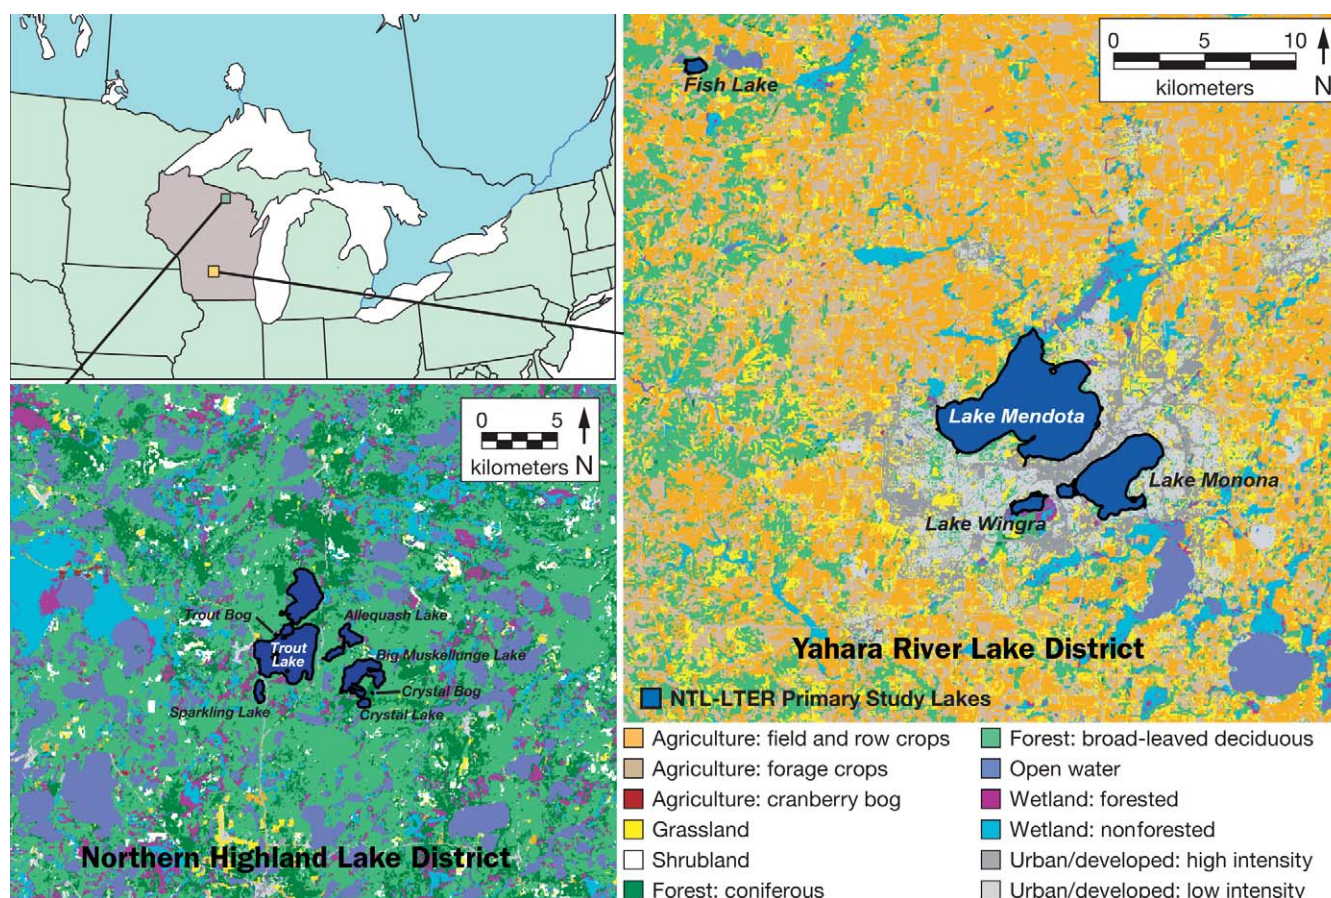 0 5 10
kilometers N
Fish Lake
Lake Mendota
Lake Monona
Lake Wingra
Yahara River Lake District
NTL-LTER Primary Study Lakes
0 5
kilometers N
Trout Bog
Allequash Lake
Trout
Lake
Big Muskellunge Lake
Crystal Bog
Sparkling Lake
Crystal Lake
Northern Highland Lake District
Agriculture: field and row crops
Agriculture: forage crops
Agriculture: cranberry bog
Grassland
Shrubland
Forest: coniferous
Forest: broad-leaved deciduous
Open water
Wetland: forested
Wetland: nonforested
Urban/developed: high intensity
Urban/developed: low intensity